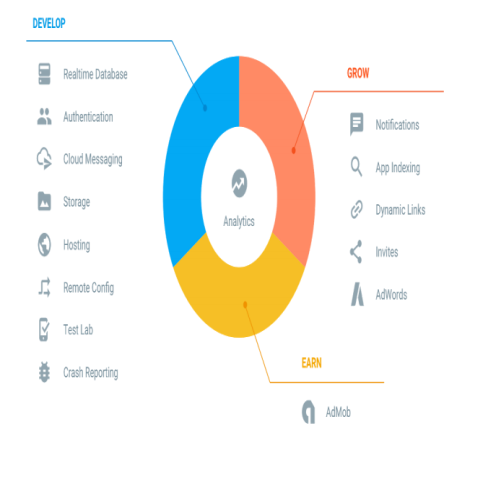 DEVELOP
Realtime Database
Authentication
Cloud Messaging
Storage
Hosting
Remote Config
Test Lab
Crash Reporting
Analytics
GROW
Notifications
App Indexing
Dynamic Links
Invites
AdWords
EARN
AdMob